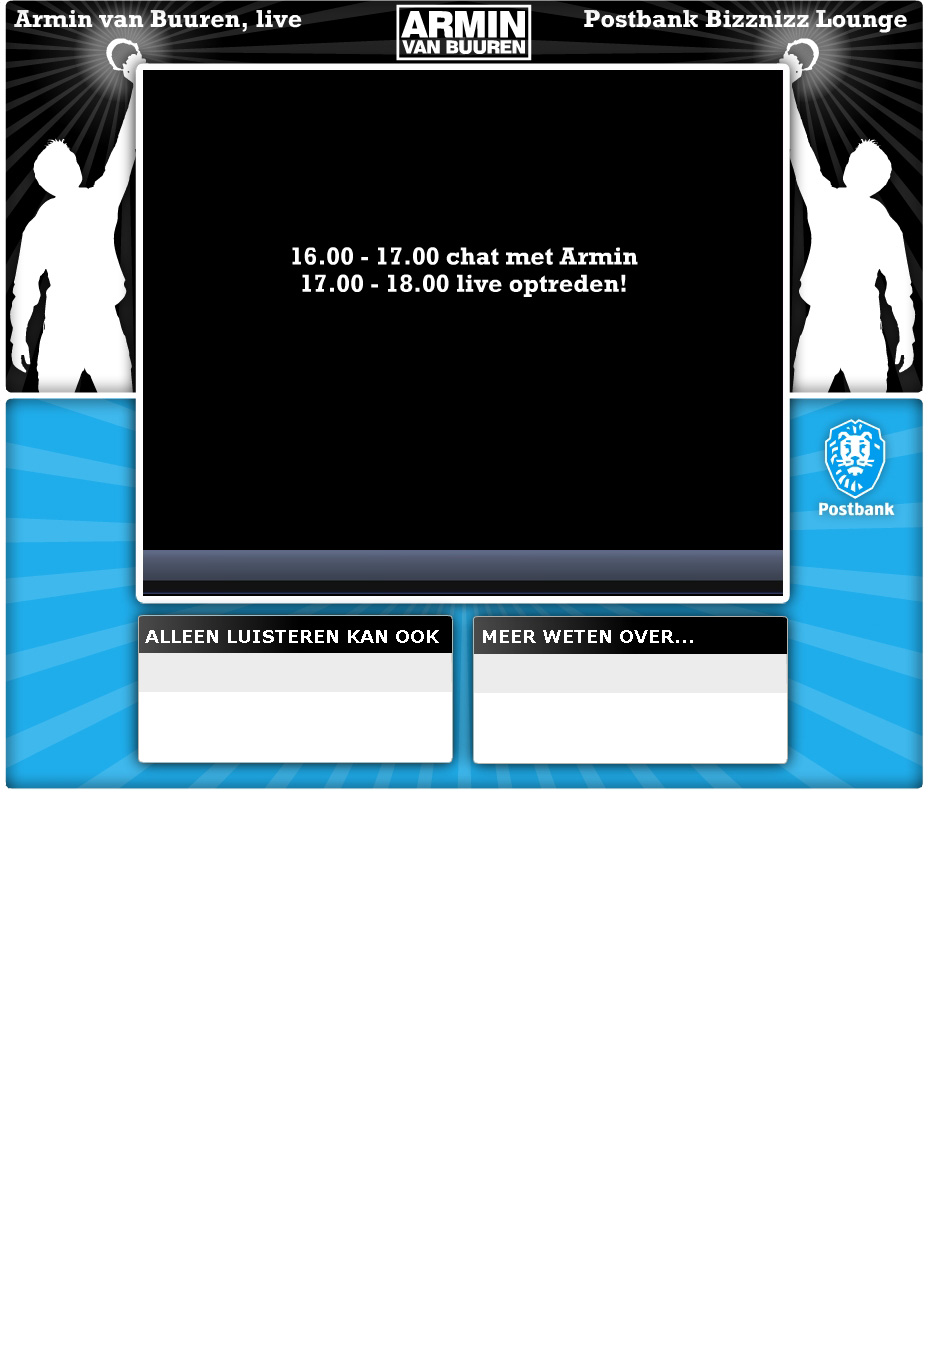 Armin van Buuren, live
ARMIN
VAN BUUREN
Postbank Bizznizz Lounge
16.00 - 17.00 chat met Armin
17.00 - 18.00 live optreden!
Postbank
ALLEEN LUISTEREN KAN OOK
MEER WETEN OVER...